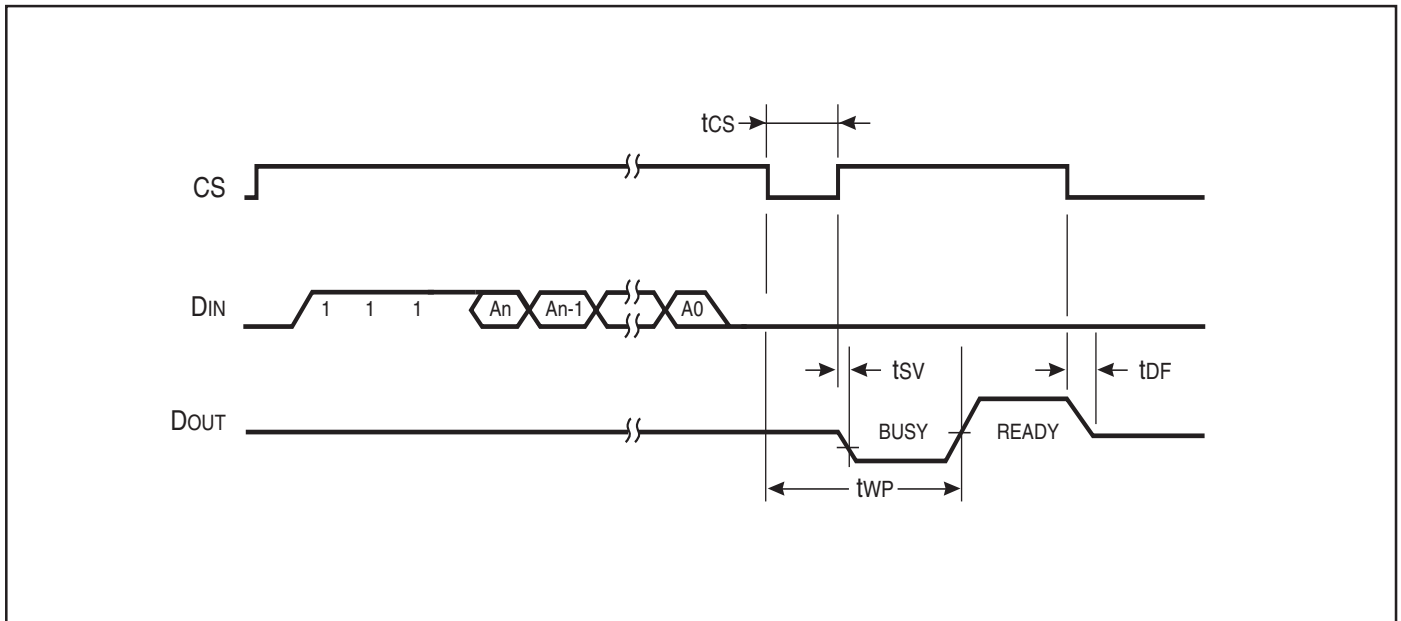 tCS
CS
DIN
1 1 1 An An-1 A0
tSV
tDF
DOUT
BUSY
READY
tWP